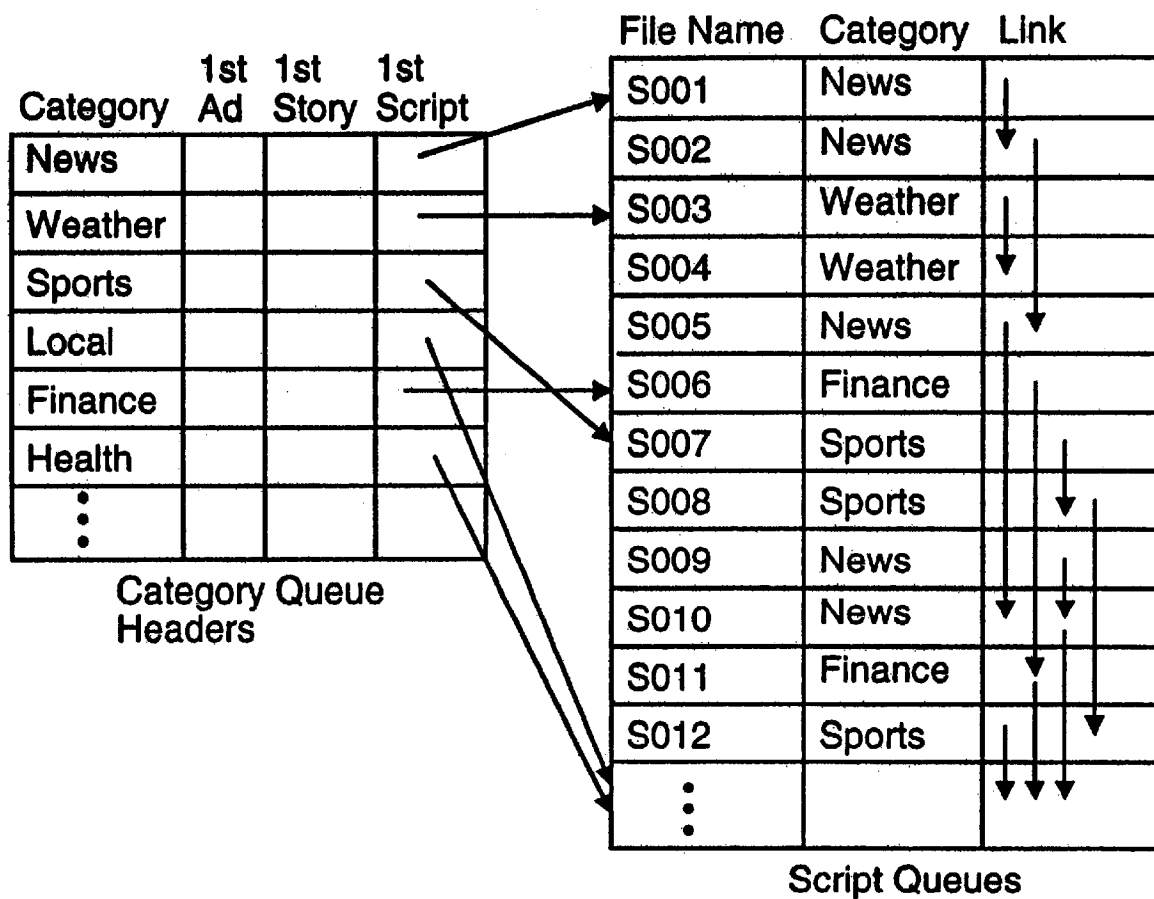 Category 1st Ad 1st Story 1st Script
News
Weather
Sports
Local
Finance
Health
Category Queue
Headers
File Name Category Link
S001 News
S002 News
S003 Weather
S004 Weather
S005 News
S006 Finance
S007 Sports
S008 Sports
S009 News
S010 News
S011 Finance
S012 Sports
Script Queues